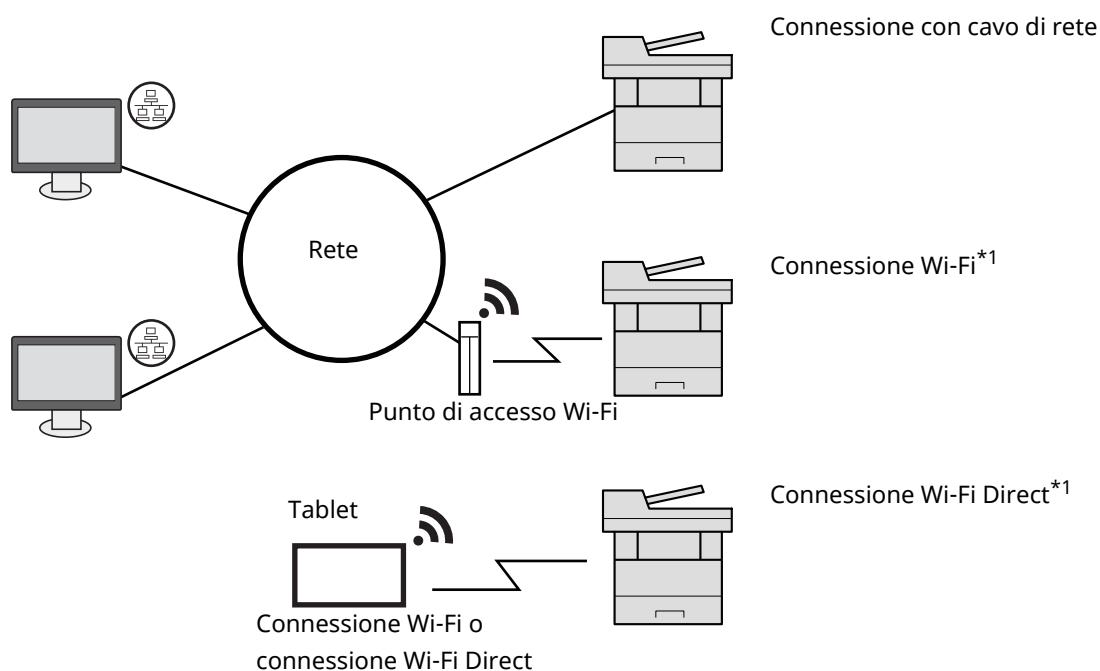 Connessione con cavo di rete
Rete
Connessione Wi-Fi*1
Punto di accesso Wi-Fi
Connessione Wi-Fi Direct*1
Tablet
Connessione Wi-Fi o
connessione Wi-Fi Direct